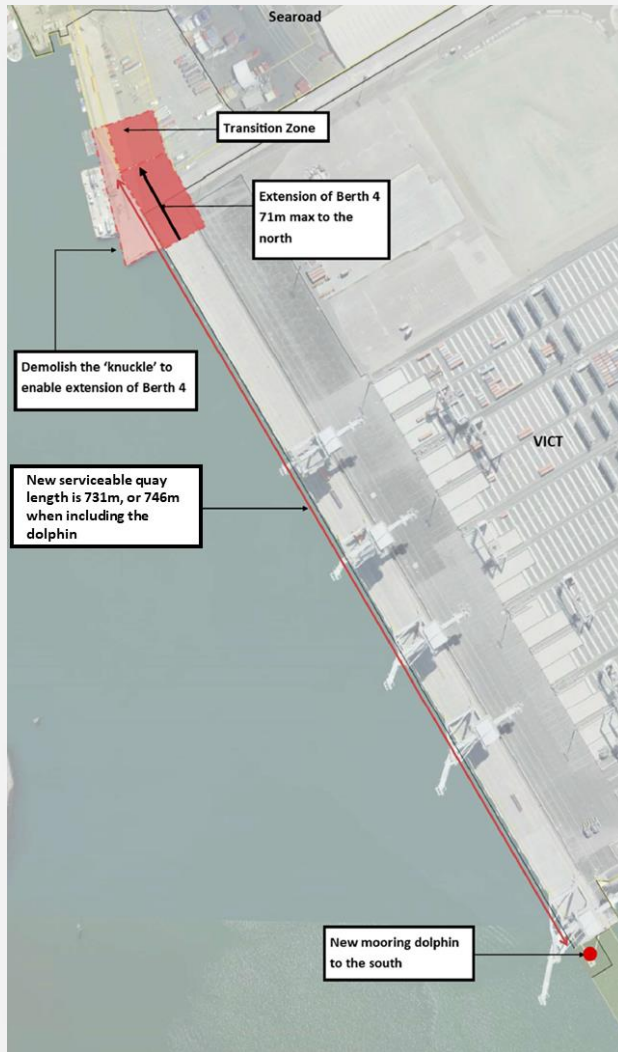 Searoad
Transition Zone
Extension of Berth 4
71m max to the
north
Demolish the ‘knuckle’ to
enable extension of Berth 4
VICT
New serviceable quay
length is 731m, or 746m
when including the
dolphin
New mooring dolphin
to the south